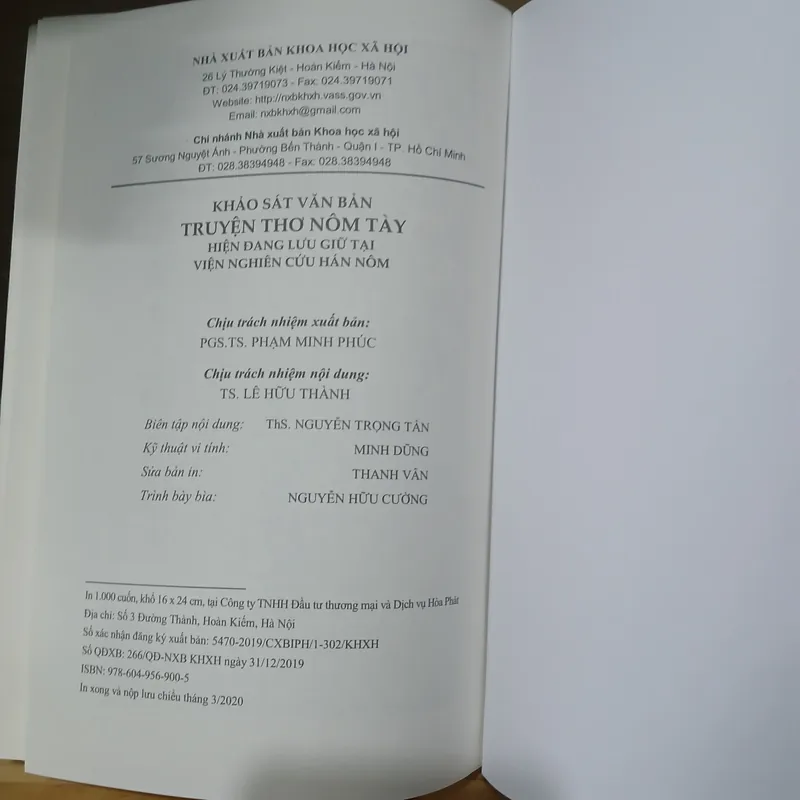 NHÀ XUẤT BẢN KHOA HỌC XÃ HỘI
26 Lý Thường Kiệt - Hoàn Kiếm - Hà Nội
ĐT: 024.39719073 - Fax: 024.39719071
Website: http://nxbkhxh.vass.gov.vn
Email: nxbkhxh@gmail.com
Chi nhánh Nhà xuất bản Khoa học xã hội
57 Sương Nguyệt Ánh - Phường Bến Thành - Quận I - TP. Hồ Chí Minh
ĐT: 028.38394948 - Fax: 028.38394948
KHẢO SÁT VĂN BẢN
TRUYỆN THƠ NÔM TÀY
HIỆN ĐANG LƯU GIỮ TẠI
VIỆN NGHIÊN CỨU HÁN NÔM
Chịu trách nhiệm xuất bản:
PGS.TS. PHẠM MINH PHÚC
Chịu trách nhiệm nội dung:
TS. LÊ HỮU THÀNH
Biên tập nội dung: ThS. NGUYỄN TRỌNG TẤN
Kỹ thuật vi tính: MINH DŨNG
Sửa bản in: THANH VÂN
Trình bày bìa: NGUYỄN HỮU CƯỜNG
In 1.000 cuốn, khổ 16 x 24 cm, tại Công ty TNHH Đầu tư thương mại và Dịch vụ Hòa Phát
Địa chỉ: Số 3 Đường Thành, Hoàn Kiếm, Hà Nội
Số xác nhận đăng ký xuất bản: 5470-2019/CXBIPH/1-302/KHXH
Số QĐXB: 266/QĐ-NXB KHXH ngày 31/12/2019
ISBN: 978-604-956-900-5
In xong và nộp lưu chiểu tháng 3/2020